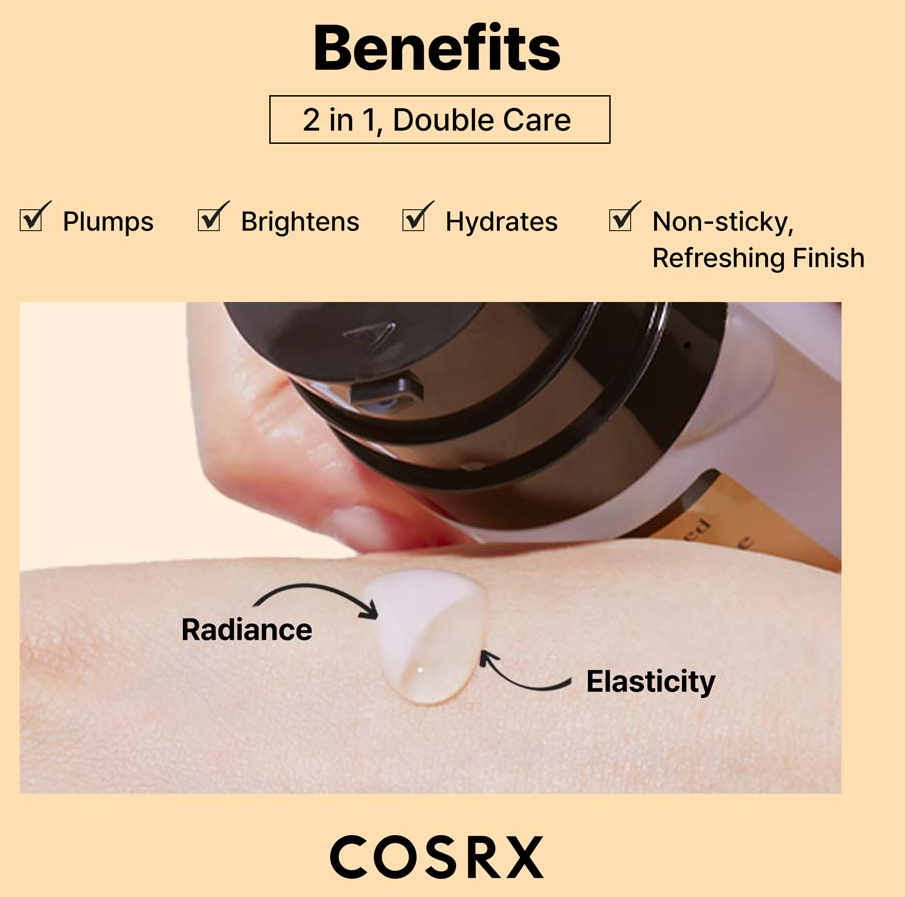 Benefits
2 in 1, Double Care
Plumps
Brightens
Hydrates
Non-sticky,
Refreshing Finish
Radiance
Elasticity
COSRX